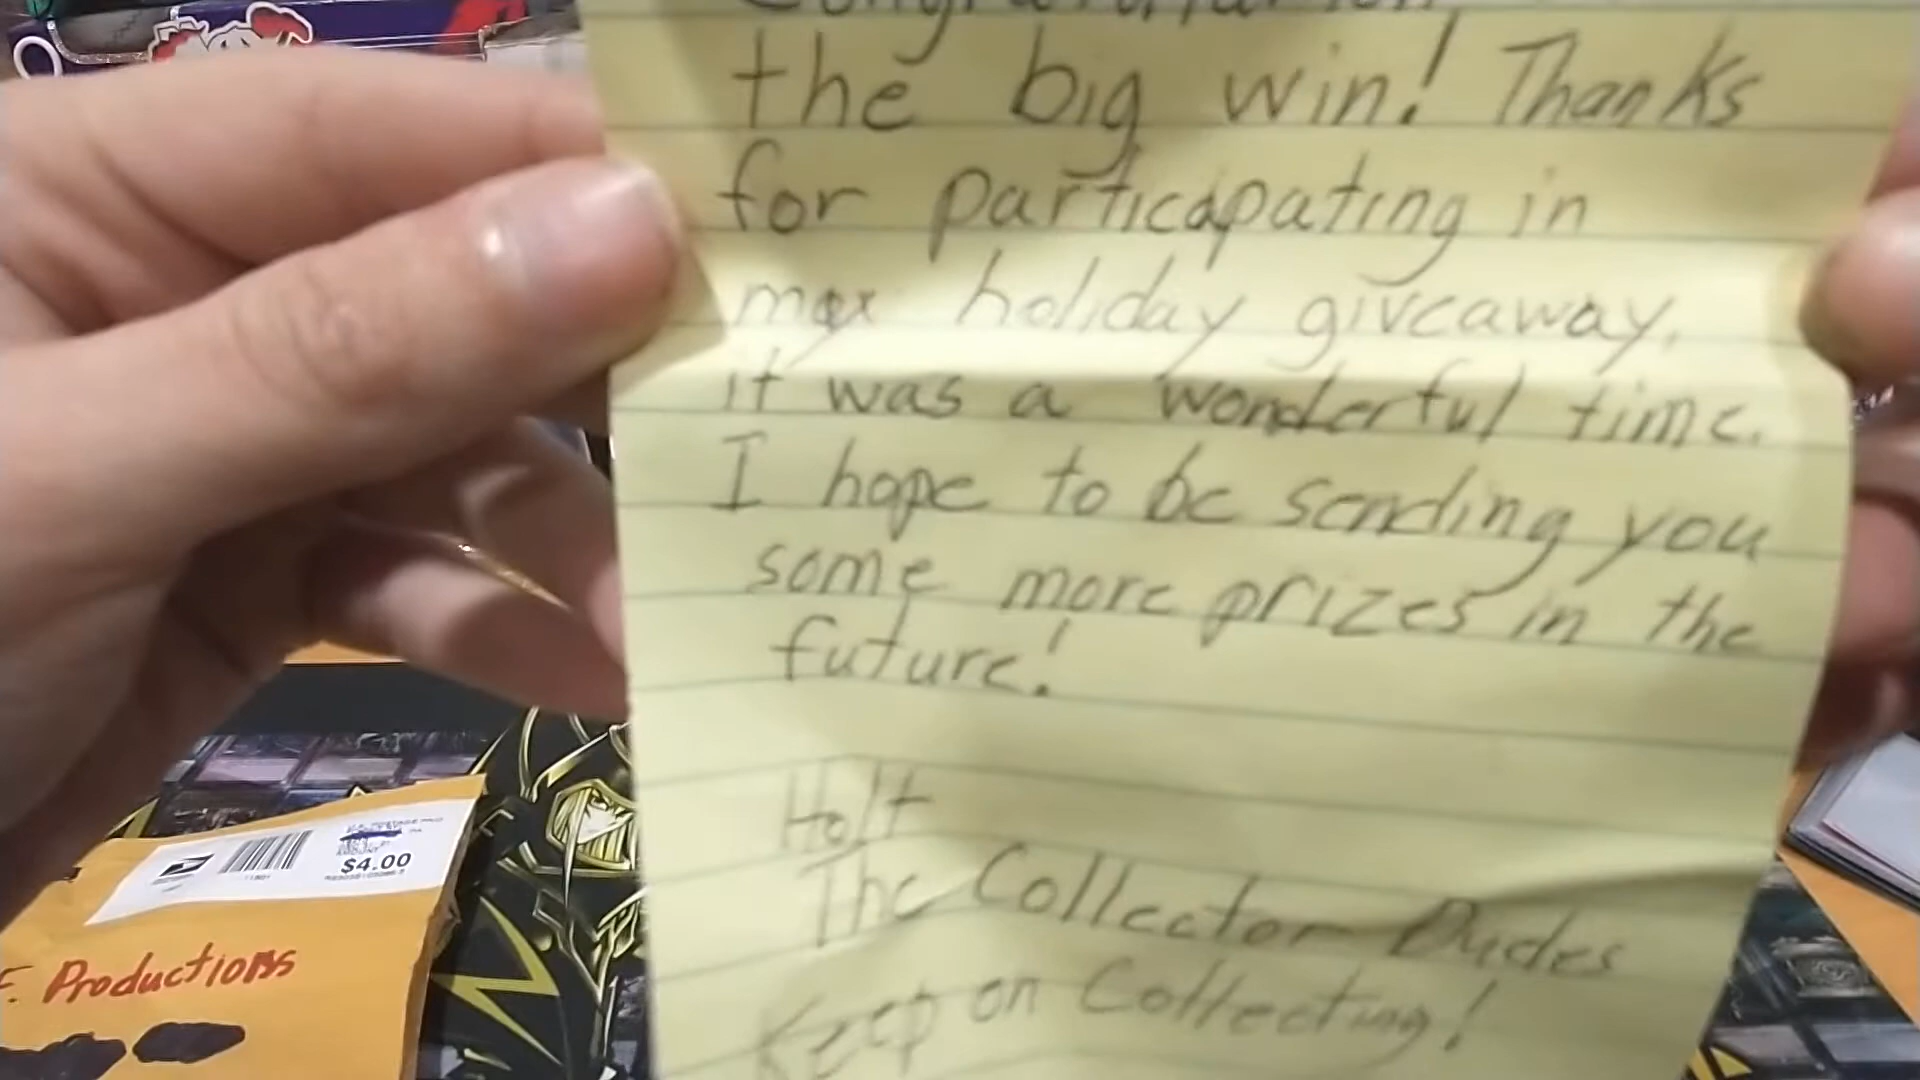 the big win! Thanks
for particapating in
max holiday giveaway,
it was a wonderful time.
I hope to be sending you
some more prizes in the
future!
Holt
The Collector Dudes
Keep on Collecting!
$4.00
F. Productions